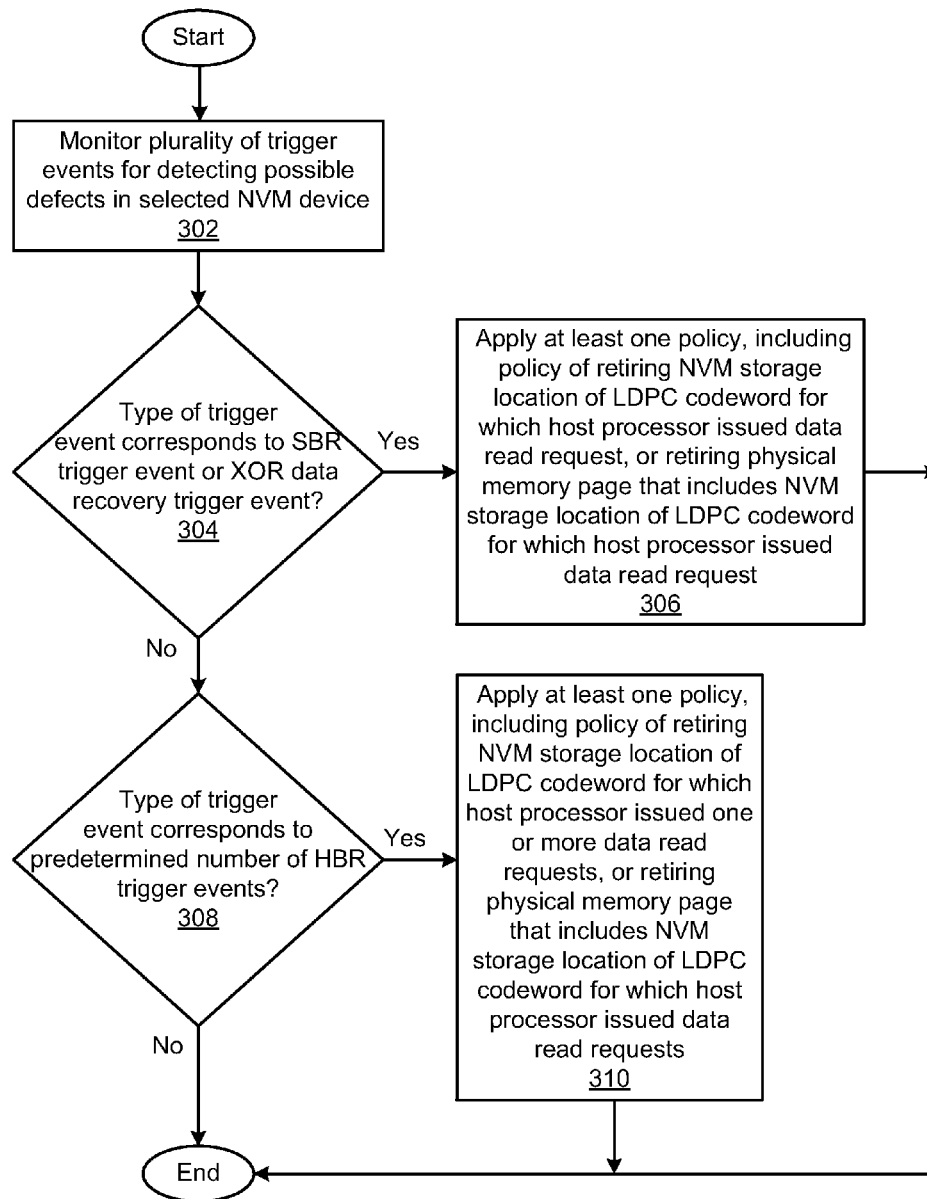 Start
Monitor plurality of trigger
events for detecting possible
defects in selected NVM device
302
Type of trigger
event corresponds to SBR
trigger event or XOR data
recovery trigger event?
304
Yes
Apply at least one policy, including
policy of retiring NVM storage
location of LDPC codeword for
which host processor issued data
read request, or retiring physical
memory page that includes NVM
storage location of LDPC codeword
for which host processor issued
data read request
306
No
Type of trigger
event corresponds to
predetermined number of HBR
trigger events?
308
Yes
Apply at least one policy,
including policy of retiring
NVM storage location of
LDPC codeword for which
host processor issued one
or more data read
requests, or retiring
physical memory page
that includes NVM
storage location of LDPC
codeword for which host
processor issued data
read requests
310
No
End